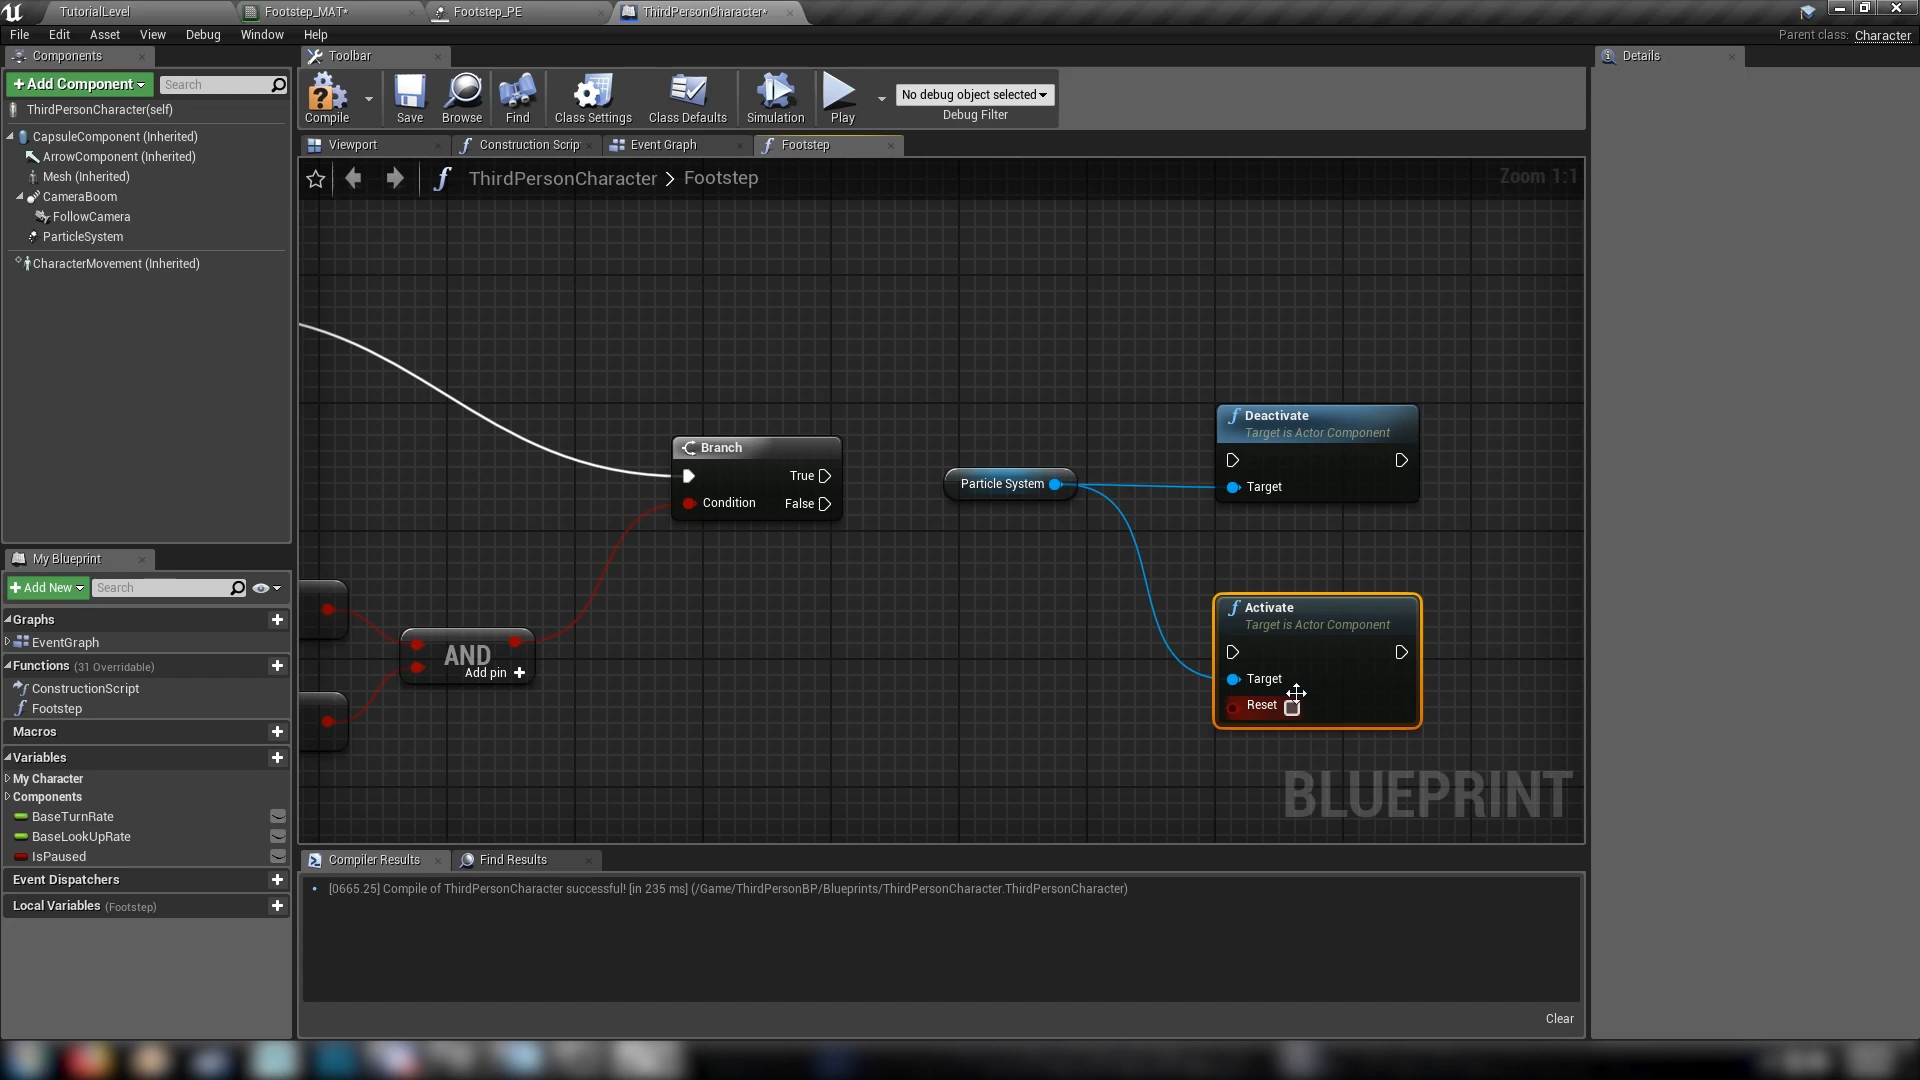 TutorialLevel
Footstep_MAT*
Footstep_PE
ThirdPersonCharacter*
File Edit Asset View Debug Window Help
Parent class: Character
Components
Toolbar
Details
+ Add Component
Search
ThirdPersonCharacter(self)
CapsuleComponent (Inherited)
ArrowComponent (Inherited)
Mesh (Inherited)
CameraBoom
FollowCamera
ParticleSystem
CharacterMovement (Inherited)
Compile
Save
Browse
Find
Class Settings
Class Defaults
Simulation
Play
No debug object selected
Debug Filter
Viewport
Construction Scrip
Event Graph
Footstep
ThirdPersonCharacter > Footstep
Zoom 1:1
Branch
True
Condition
False
Particle System
Deactivate
Target is Actor Component
Target
Activate
Target is Actor Component
Target
Reset
AND
Add pin +
BLUEPRINT
My Blueprint
+ Add New
Search
Graphs
EventGraph
Functions (31 Overridable)
ConstructionScript
Footstep
Macros
Variables
My Character
Components
BaseTurnRate
BaseLookUpRate
IsPaused
Event Dispatchers
Local Variables (Footstep)
Compiler Results
Find Results
[0665.25] Compile of ThirdPersonCharacter successful! [in 235 ms] (/Game/ThirdPersonBP/Blueprints/ThirdPersonCharacter.ThirdPersonCharacter)
Clear